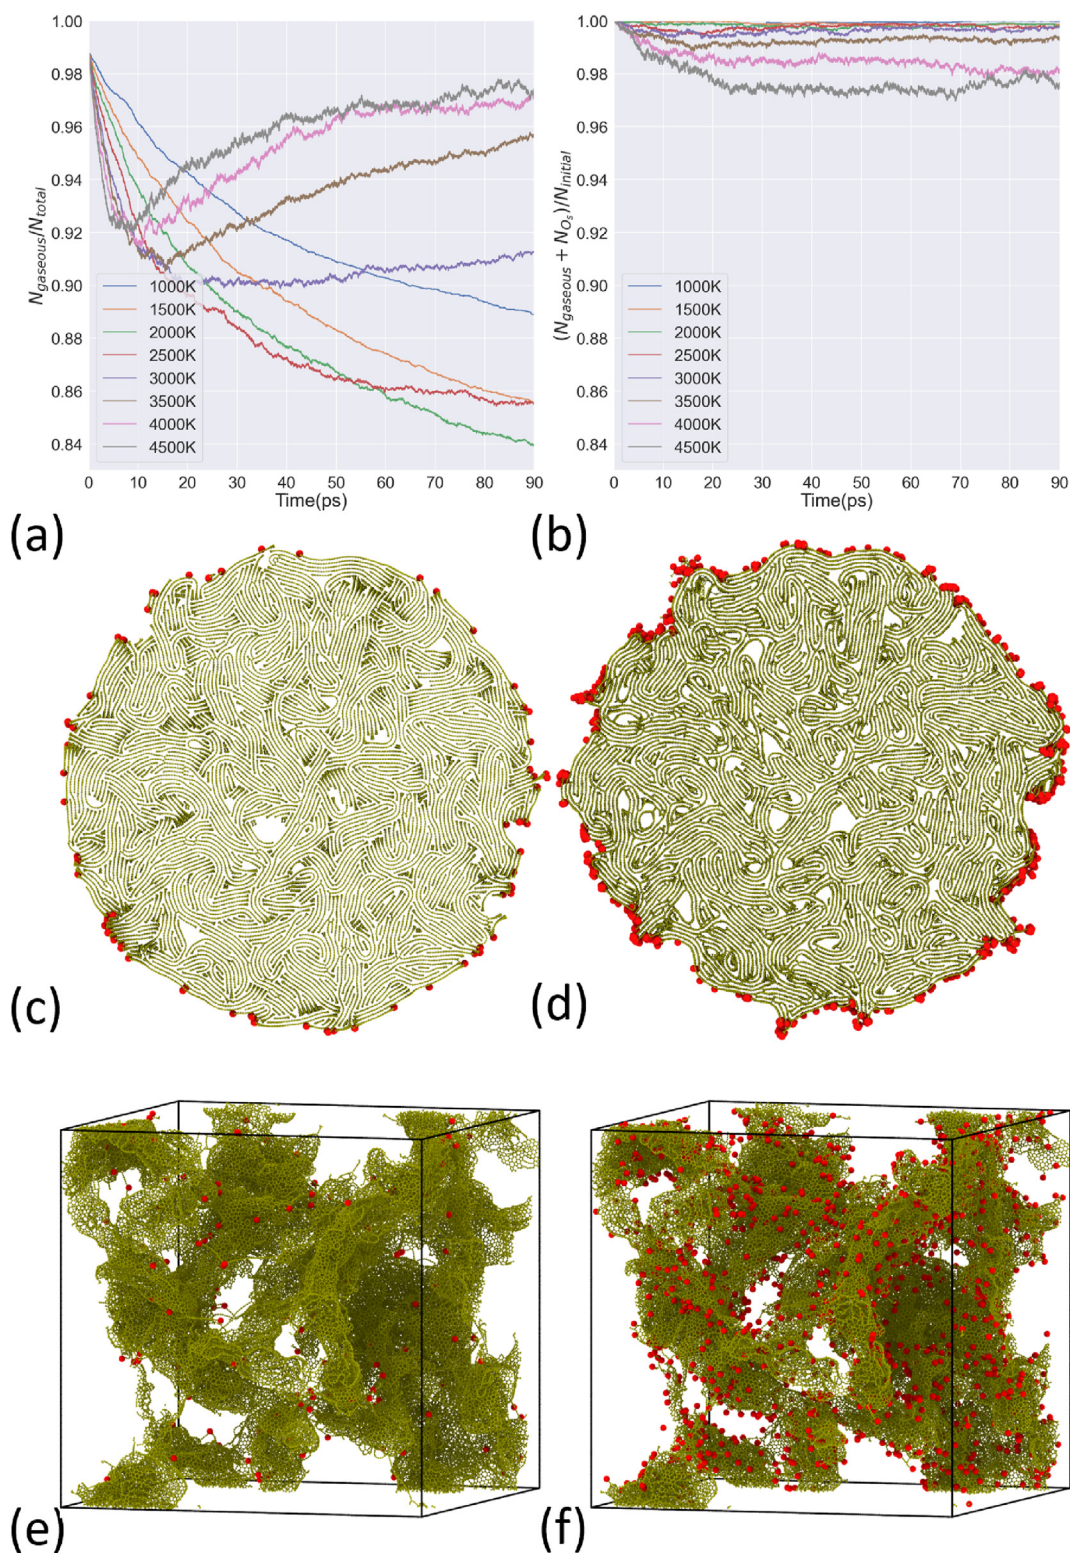 1.00
0.98
0.96
0.94
0.92
0.90
0.88
0.86
0.84
N_gaseous/N_total
1000K
1500K
2000K
2500K
3000K
3500K
4000K
4500K
0 10 20 30 40 50 60 70 80 90
Time(ps)
(a)
1.00
0.98
0.96
0.94
0.92
0.90
0.88
0.86
0.84
(N_gaseous + N_O_s)/N_initial
1000K
1500K
2000K
2500K
3000K
3500K
4000K
4500K
0 10 20 30 40 50 60 70 80 90
Time(ps)
(b)
(c)
(d)
(e)
(f)